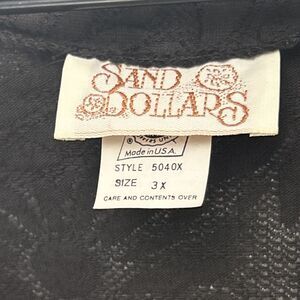 SAND
DOLLARS
®
Made in U.S.A.
STYLE 5040X
SIZE 3X
CARE AND CONTENTS OVER